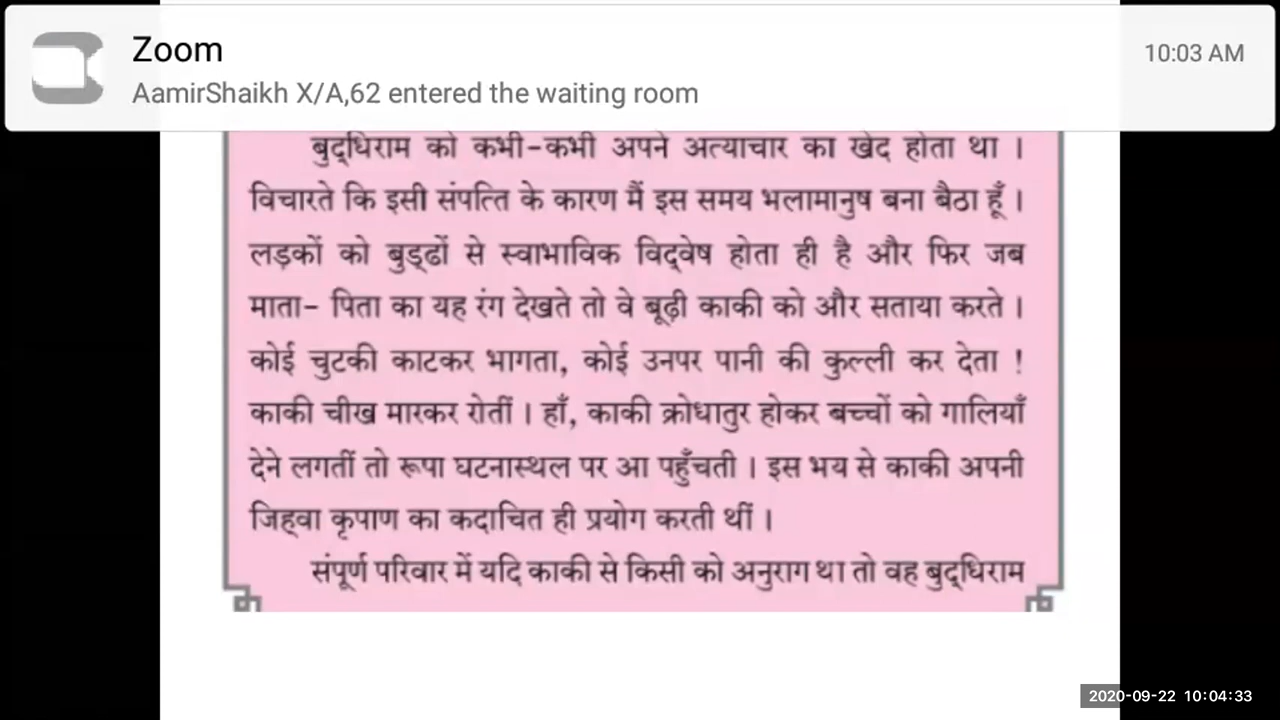 Zoom
10:03 AM
AamirShaikh X/A,62 entered the waiting room
बुद्धिराम को कभी-कभी अपने अत्याचार का खेद होता था ।
विचारते कि इसी संपत्ति के कारण मैं इस समय भलामानुष बना बैठा हूँ ।
लड़कों को बुड्ढों से स्वाभाविक विद्वेष होता ही है और फिर जब
माता- पिता का यह रंग देखते तो वे बूढ़ी काकी को और सताया करते ।
कोई चुटकी काटकर भागता, कोई उनपर पानी की कुल्ली कर देता !
काकी चीख मारकर रोतीं । हाँ, काकी क्रोधातुर होकर बच्चों को गालियाँ
देने लगतीं तो रूपा घटनास्थल पर आ पहुँचती । इस भय से काकी अपनी
जिह्वा कृपाण का कदाचित ही प्रयोग करती थीं ।
संपूर्ण परिवार में यदि काकी से किसी को अनुराग था तो वह बुद्धिराम
2020-09-22 10:04:33